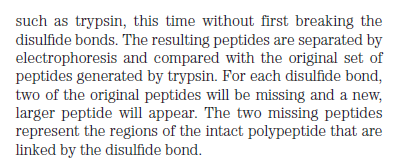 such as trypsin, this time without first breaking the
disulfide bonds. The resulting peptides are separated by
electrophoresis and compared with the original set of
peptides generated by trypsin. For each disulfide bond,
two of the original peptides will be missing and a new,
larger peptide will appear. The two missing peptides
represent the regions of the intact polypeptide that are
linked by the disulfide bond.